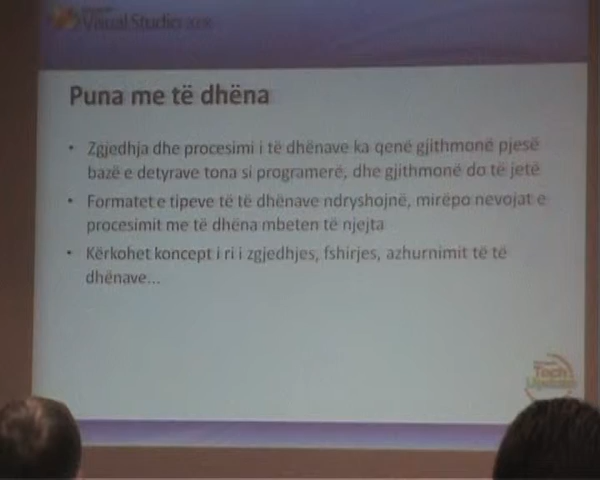 Visual Studio 2008
Puna me të dhëna
• Zgjedhja dhe procesimi i të dhënave ka qenë gjithmonë pjesë
bazë e detyrave tona si programerë, dhe gjithmonë do të jetë
• Formatet e tipeve të të dhënave ndryshojnë, mirëpo nevojat e
procesimit me të dhëna mbeten të njejta
• Kërkohet koncept i ri i zgjedhjes, fshirjes, azhurnimit të të
dhënave...
Tech
Update